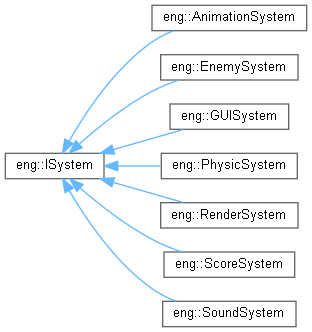 eng::AnimationSystem
eng::EnemySystem
eng::GUISystem
eng::ISystem
eng::PhysicSystem
eng::RenderSystem
eng::ScoreSystem
eng::SoundSystem